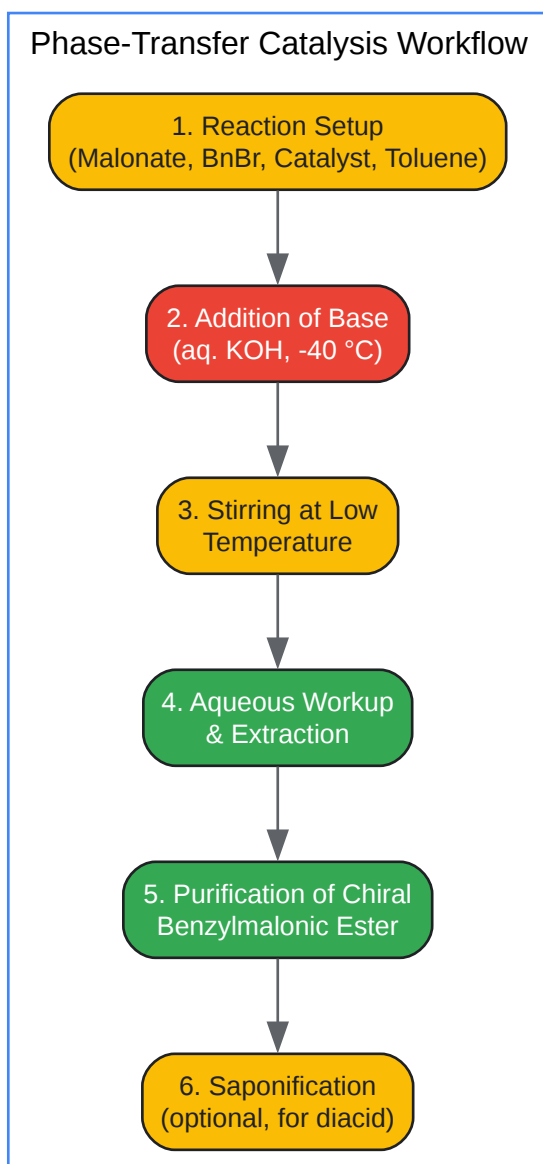 Phase-Transfer Catalysis Workflow
1. Reaction Setup
(Malonate, BnBr, Catalyst, Toluene)
2. Addition of Base
(aq. KOH, -40 °C)
3. Stirring at Low
Temperature
4. Aqueous Workup
& Extraction
5. Purification of Chiral
Benzylmalonic Ester
6. Saponification
(optional, for diacid)